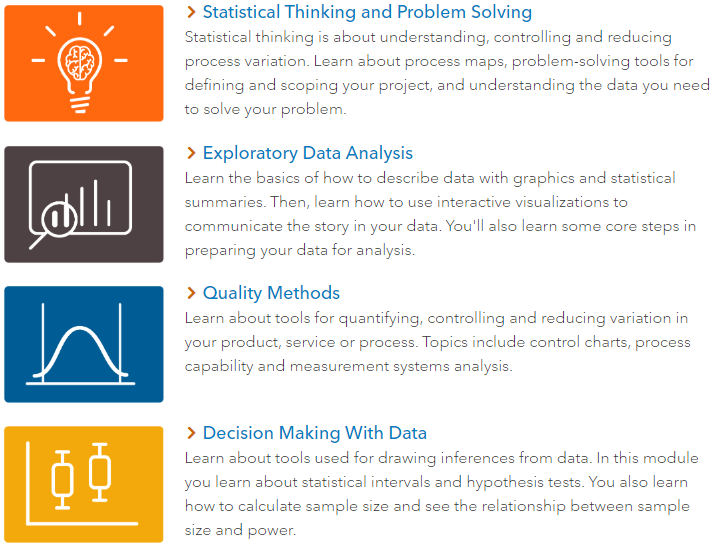 Statistical Thinking and Problem Solving
Statistical thinking is about understanding, controlling and reducing
process variation. Learn about process maps, problem-solving tools for
defining and scoping your project, and understanding the data you need
to solve your problem.
Exploratory Data Analysis
Learn the basics of how to describe data with graphics and statistical
summaries. Then, learn how to use interactive visualizations to
communicate the story in your data. You'll also learn some core steps in
preparing your data for analysis.
Quality Methods
Learn about tools for quantifying, controlling and reducing variation in
your product, service or process. Topics include control charts, process
capability and measurement systems analysis.
Decision Making With Data
Learn about tools used for drawing inferences from data. In this module
you learn about statistical intervals and hypothesis tests. You also learn
how to calculate sample size and see the relationship between sample
size and power.